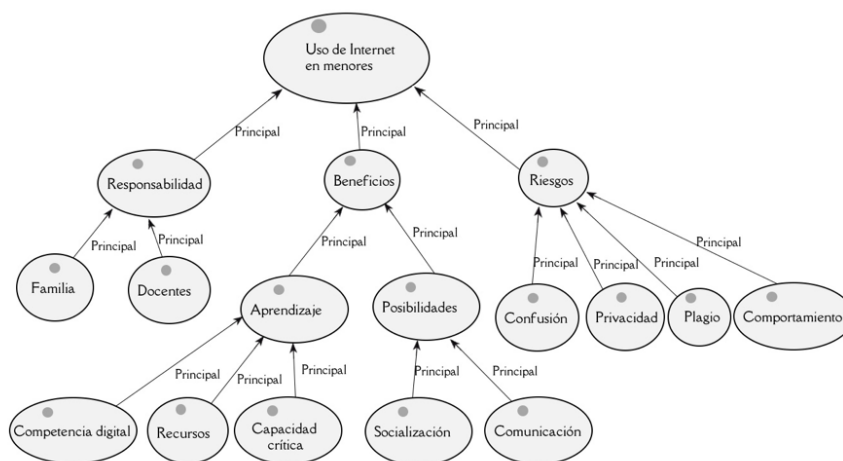 Uso de Internet
en menores
Principal
Principal
Principal
Responsabilidad
Beneficios
Riesgos
Principal
Principal
Principal
Principal
Principal
Principal
Principal
Principal
Familia
Docentes
Aprendizaje
Posibilidades
Confusión
Privacidad
Plagio
Comportamiento
Principal
Principal
Principal
Principal
Principal
Competencia digital
Recursos
Capacidad
crítica
Socialización
Comunicación